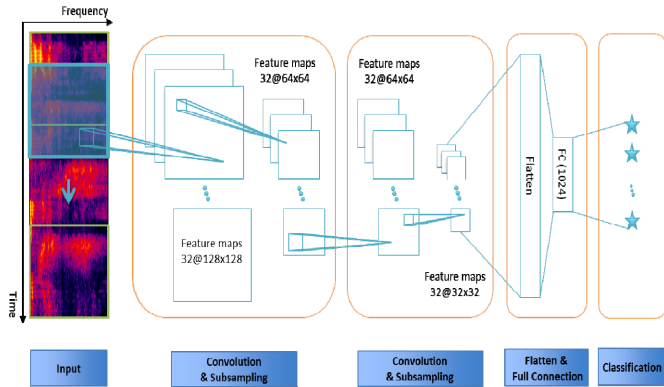 Frequency
Time
Feature maps
32@64x64
Feature maps
32@128x128
Feature maps
32@64x64
Feature maps
32@32x32
Flatten
FC (1024)
Input
Convolution
& Subsampling
Convolution
& Subsampling
Flatten &
Full Connection
Classification